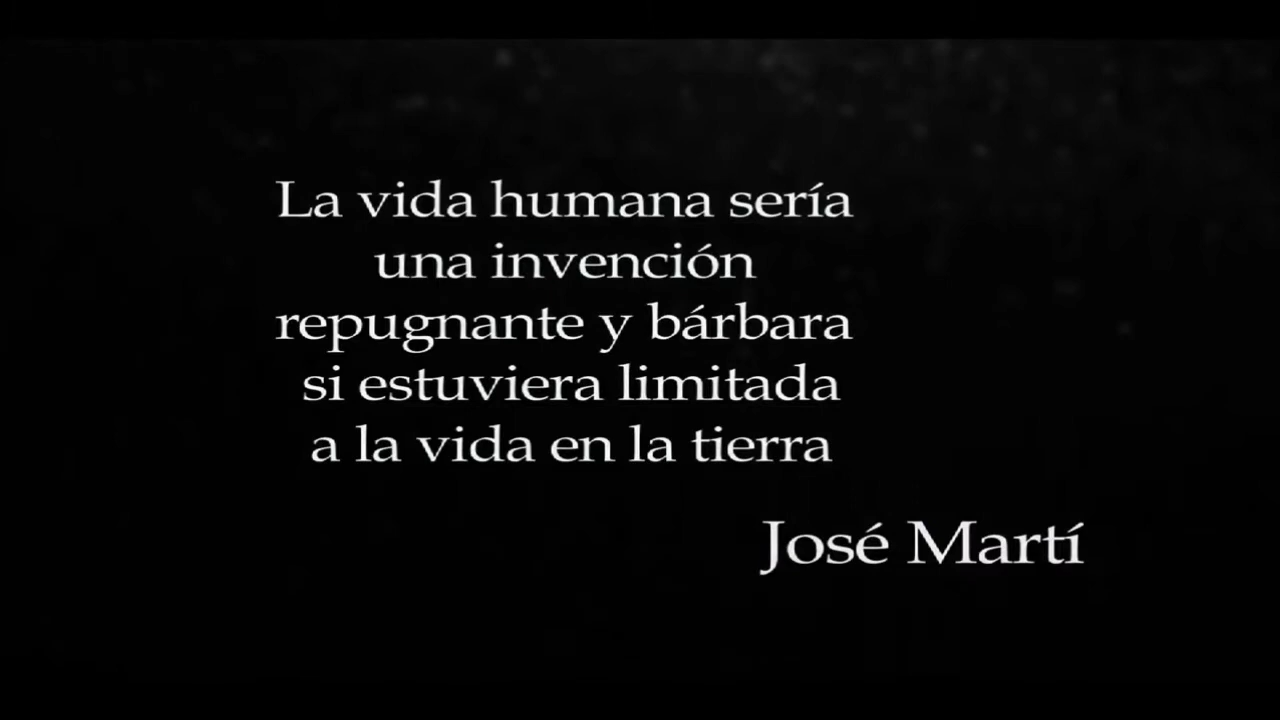 La vida humana sería
una invención
repugnante y bárbara
si estuviera limitada
a la vida en la tierra
José Martí